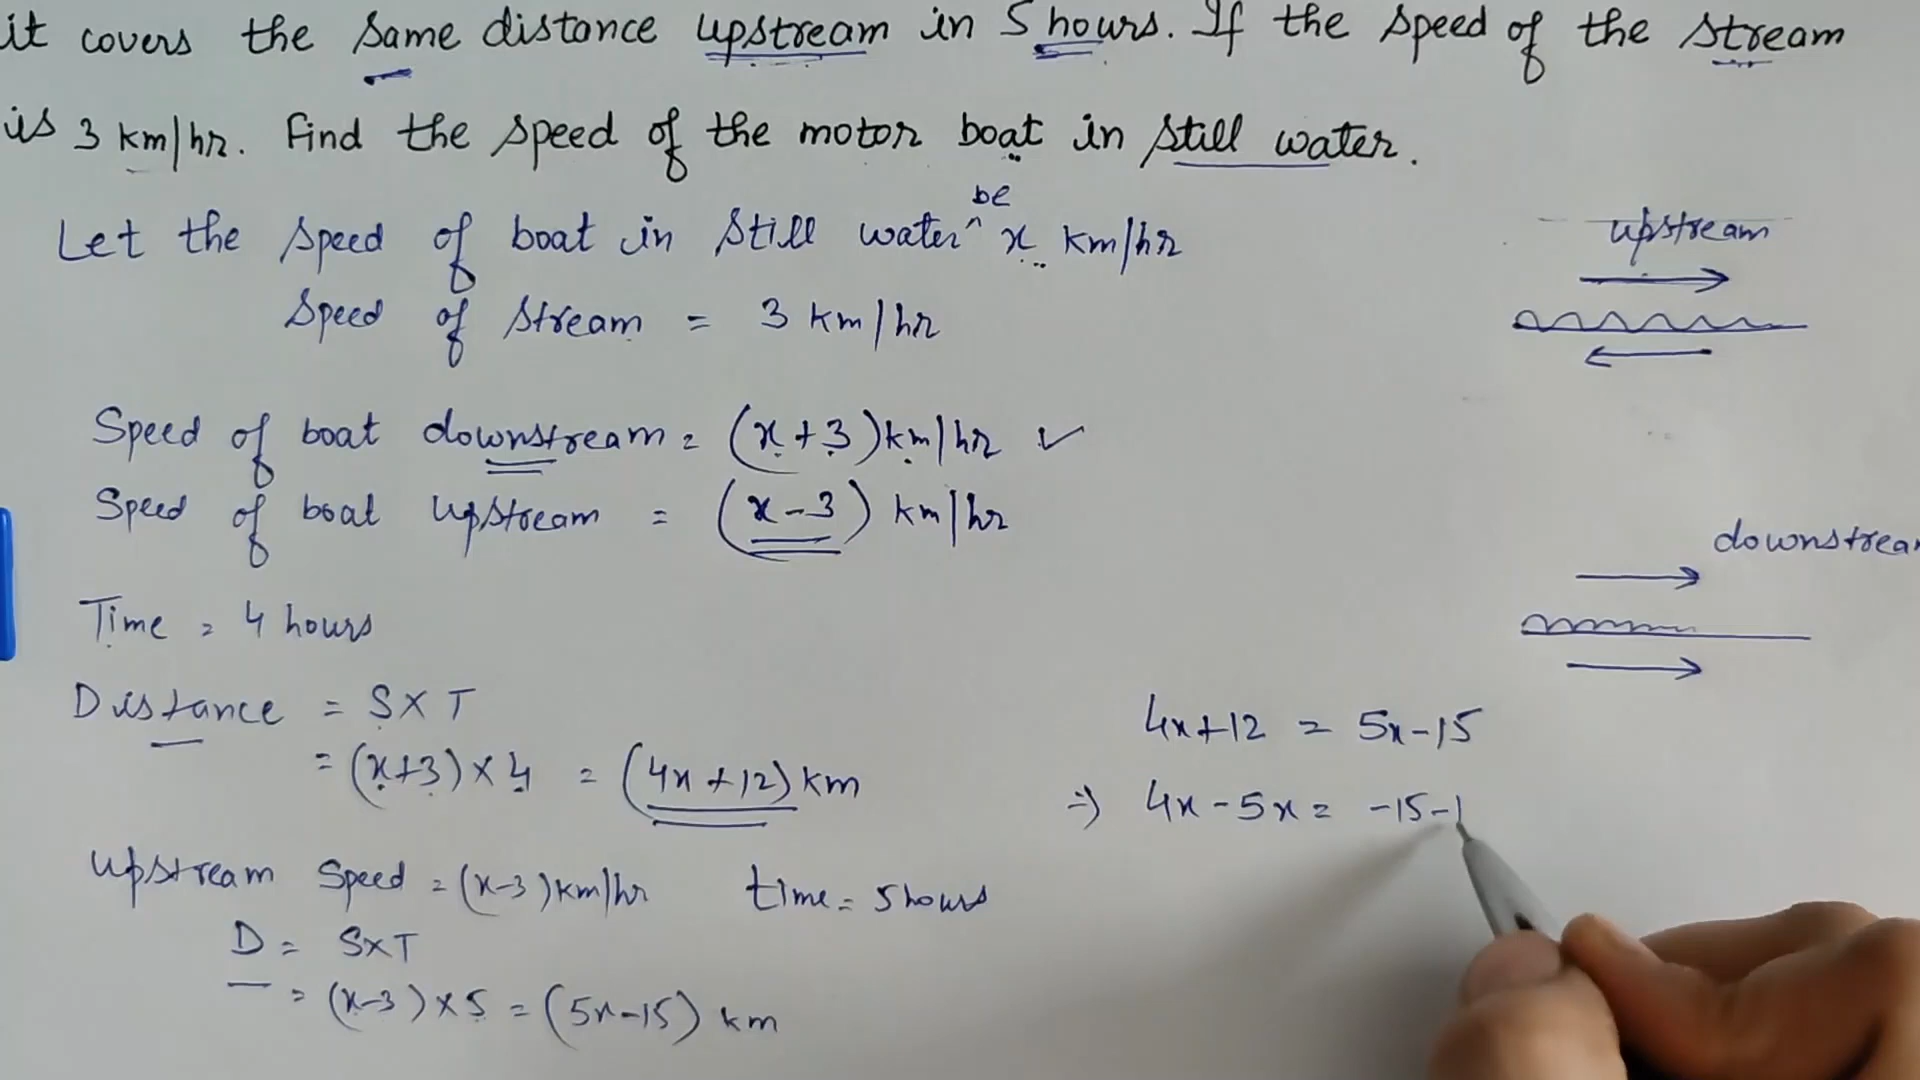 it covers the same distance upstream in 5 hours. If the speed of the stream
is 3 km/hr. Find the speed of the motor boat in still water.
be
Let the speed of boat in still water ^ x km/hr
upstream
Speed of stream = 3 km/hr
Speed of boat downstream = (x+3) km/hr ✓
Speed of boat upstream = (x-3) km/hr
downstream
Time = 4 hours
Distance = S×T
= (x+3)×4 = (4x+12) km
4x+12 = 5x-15
⇒ 4x-5x = -15-1
Upstream Speed = (x-3) km/hr time = 5 hours
D = S×T
= (x-3)×5 = (5x-15) km